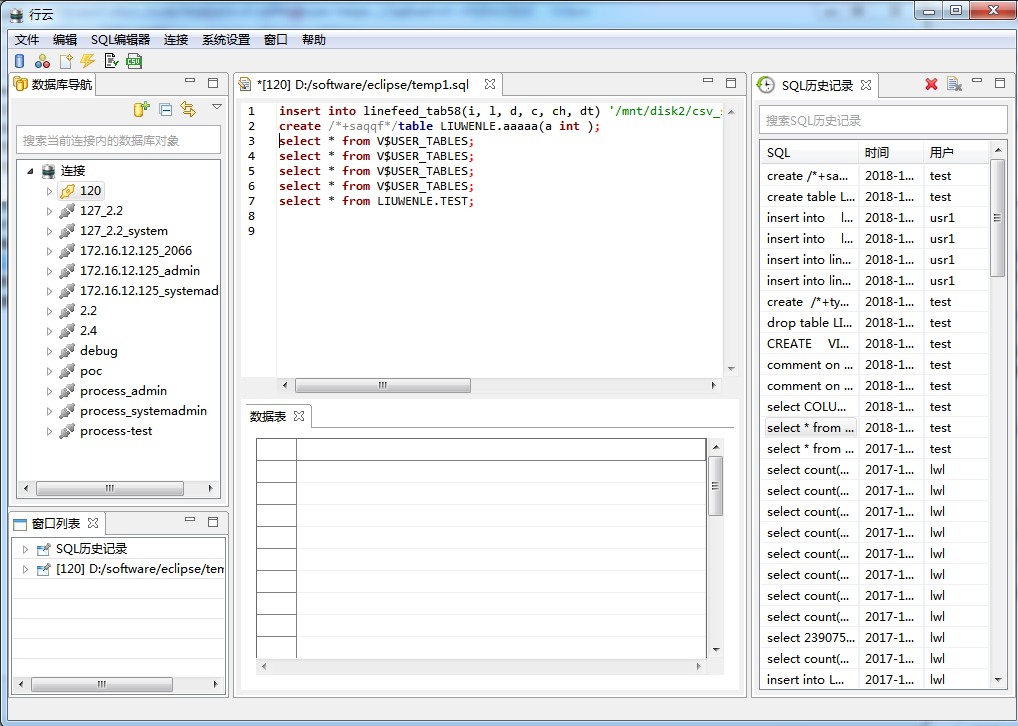 行云
文件 编辑 SQL编辑器 连接 系统设置 窗口 帮助
数据库导航
搜索当前连接内的数据库对象
连接
120
127_2.2
127_2.2_system
172.16.12.125_2066
172.16.12.125_admin
172.16.12.125_systemad
2.2
2.4
debug
poc
process_admin
process_systemadmin
process-test
窗口列表
SQL历史记录
[120] D:/software/eclipse/tem
*[120] D:/software/eclipse/temp1.sql
1 insert into linefeed_tab58(i, l, d, c, ch, dt) '/mnt/disk2/csv_
2 create /*+saqqf*/table LIUWENLE.aaaaa(a int );
3 select * from V$USER_TABLES;
4 select * from V$USER_TABLES;
5 select * from V$USER_TABLES;
6 select * from V$USER_TABLES;
7 select * from LIUWENLE.TEST;
8
9
数据表
SQL历史记录
搜索SQL历史记录
SQL 时间 用户
create /*+sa... 2018-1... test
create table L... 2018-1... test
insert into l... 2018-1... usr1
insert into l... 2018-1... usr1
insert into lin... 2018-1... usr1
insert into lin... 2018-1... usr1
create /*+ty... 2018-1... test
drop table LI... 2018-1... test
CREATE VI... 2018-1... test
comment on ... 2018-1... test
comment on ... 2018-1... test
select COLU... 2018-1... test
select * from ... 2018-1... test
select * from ... 2017-1... test
select count(... 2017-1... lwl
select count(... 2017-1... lwl
select count(... 2017-1... lwl
select count(... 2017-1... lwl
select count(... 2017-1... lwl
select count(... 2017-1... lwl
select count(... 2017-1... lwl
select count(... 2017-1... lwl
select 239075... 2017-1... lwl
select count(... 2017-1... lwl
insert into L... 2017-1... lwl